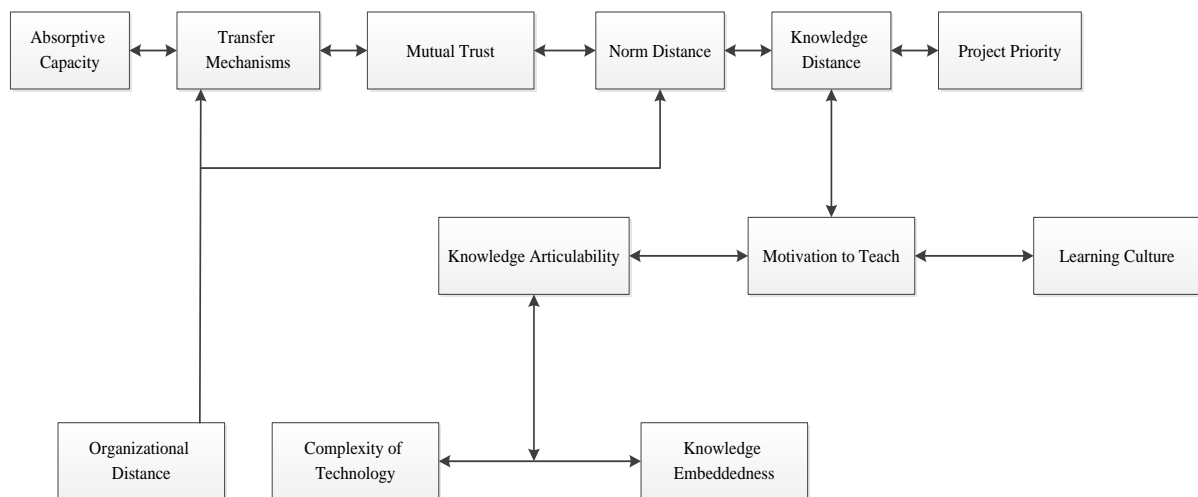 Absorptive
Capacity
Transfer
Mechanisms
Mutual Trust
Norm Distance
Knowledge
Distance
Project Priority
Knowledge Articulability
Motivation to Teach
Learning Culture
Organizational
Distance
Complexity of
Technology
Knowledge
Embeddedness